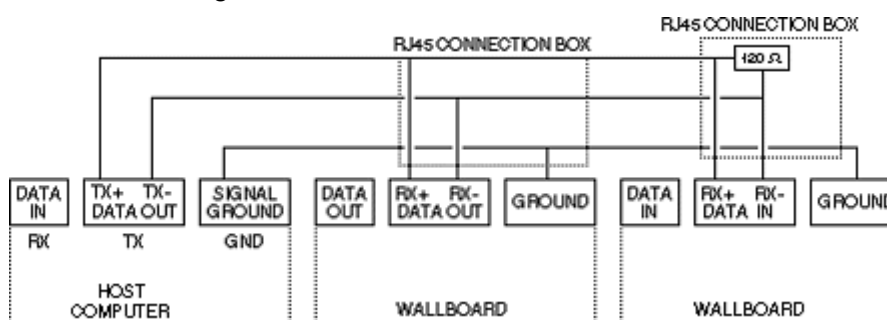 RJ45 CONNECTION BOX
RJ45 CONNECTION BOX
120 Ω
DATA IN
TX+ TX-
DATA OUT
SIGNAL GROUND
DATA OUT
RX+ RX-
DATA OUT
GROUND
DATA IN
RX+ RX-
DATA IN
GROUND
RX
TX
GND
HOST COMPUTER
WALLBOARD
WALLBOARD